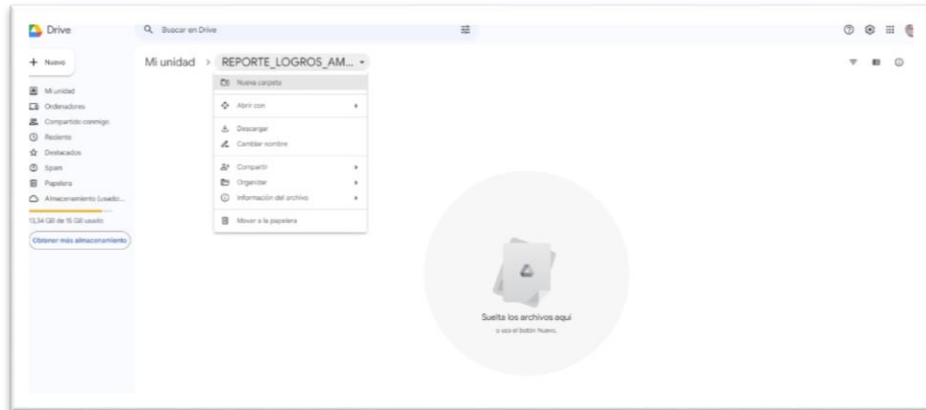 Drive
Buscar en Drive
Nuevo
Mi unidad > REPORTE_LOGROS_AM...
Nueva carpeta
Abrir con
Descargar
Cambiar nombre
Compartir
Organizar
Información del archivo
Mover a la papelera
Mi unidad
Ordenadores
Compartido conmigo
Reciente
Destacados
Spam
Papelera
Almacenamiento (usado:...
13,34 GB de 15 GB usado
Obtener más almacenamiento
Suelta los archivos aquí
o usa el botón Nuevo.